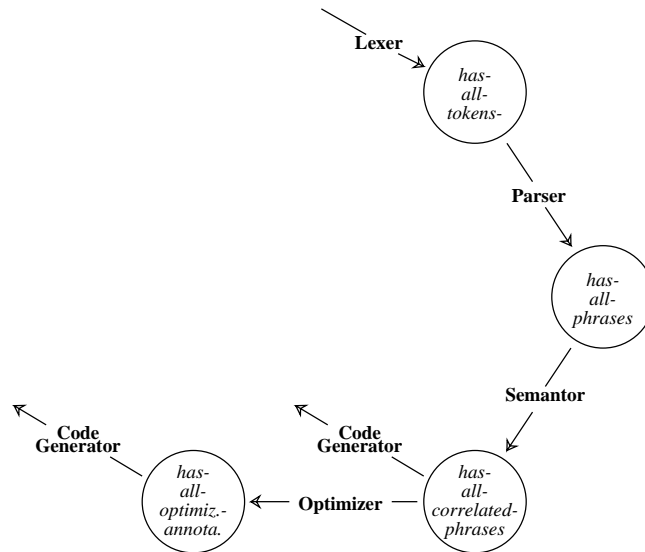 Lexer
has-
all-
tokens-
Parser
has-
all-
phrases
Semantor
Code
Generator
Code
Generator
has-
all-
optimiz.-
annota.
Optimizer
has-
all-
correlated-
phrases